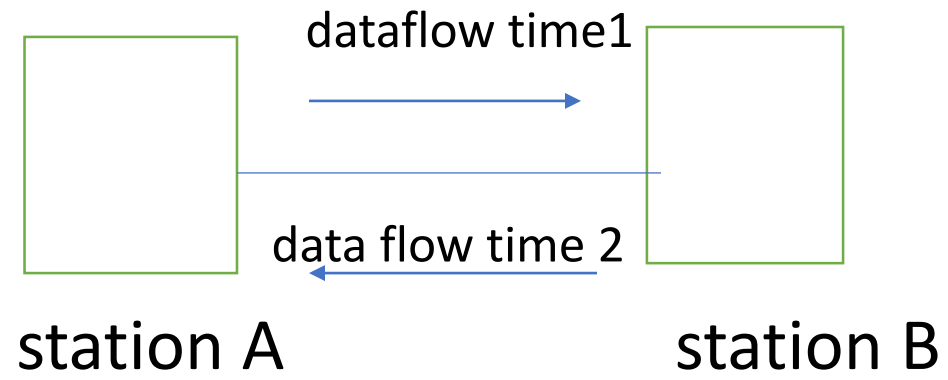 dataflow time1
data flow time 2
station A
station B